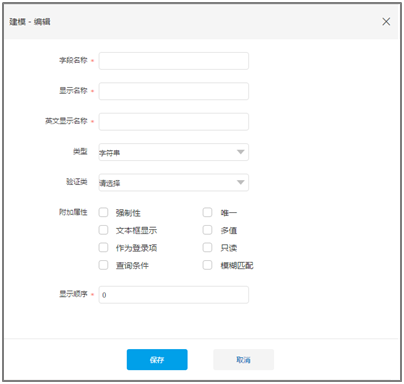 建模 - 编辑
字段名称 *
显示名称 *
英文显示名称 *
类型 字符串
验证类 请选择
附加属性 强制性 唯一
文本框显示 多值
作为登录项 只读
查询条件 模糊匹配
显示顺序 * 0
保存 取消